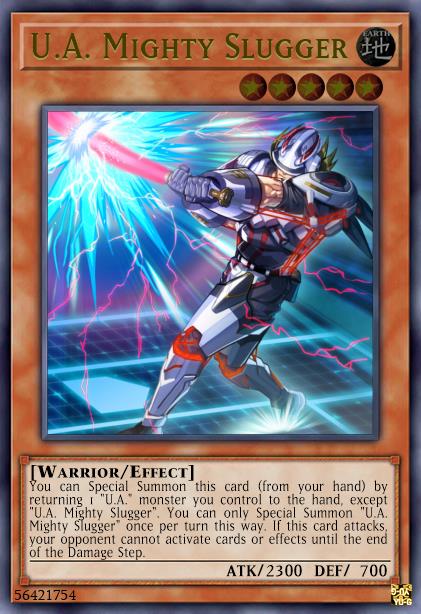 U.A. Mighty Slugger
EARTH
地
[Warrior/Effect]
You can Special Summon this card (from your hand) by
returning 1 "U.A." monster you control to the hand, except
"U.A. Mighty Slugger". You can only Special Summon "U.A.
Mighty Slugger" once per turn this way. If this card attacks,
your opponent cannot activate cards or effects until the end
of the Damage Step.
ATK/2300 DEF/ 700
56421754